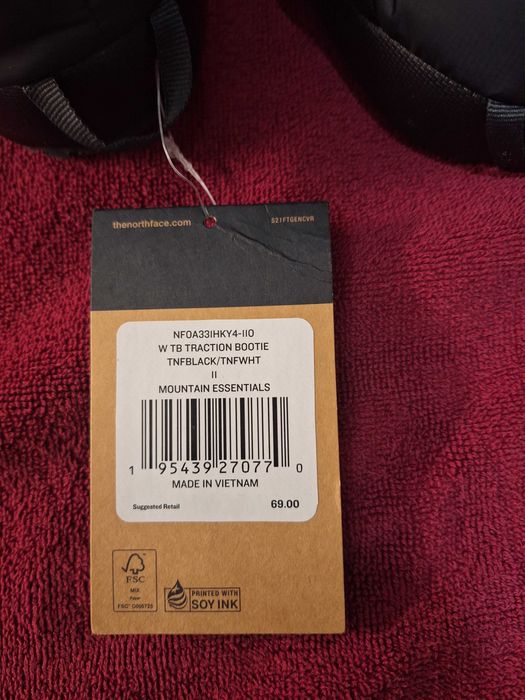 thenorthface.com
S21FTGENCVR
NF0A33IHKY4-110
W TB TRACTION BOOTIE
TNFBLACK/TNFWHT
11
MOUNTAIN ESSENTIALS
1 95439 27077 0
MADE IN VIETNAM
Suggested Retail 69.00
FSC
MIX
Paper
PRINTED WITH
SOY INK